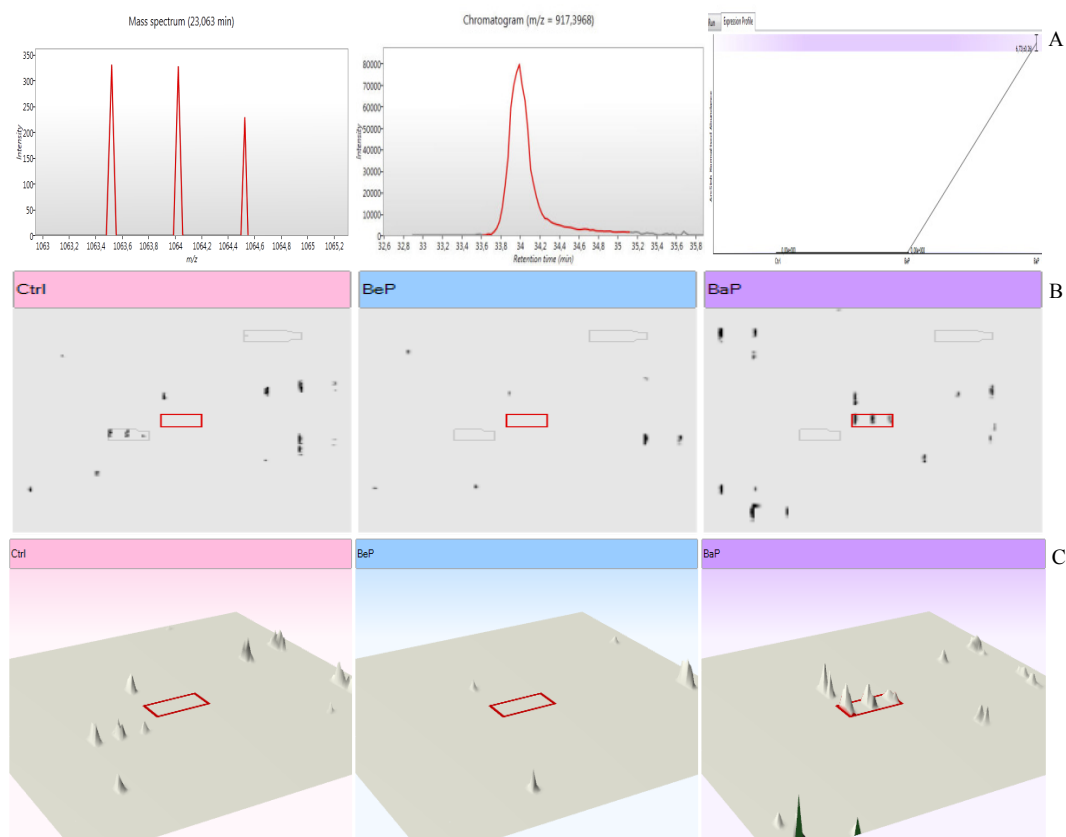 Mass spectrum (23,063 min)
Chromatogram (m/z = 917,3968)
Run Expression Profile
A
350
300
250
200
150
100
50
0
Intensity
1063 1063,2 1063,4 1063,6 1063,8 1064 1064,2 1064,4 1064,6 1064,8 1065 1065,2
m/z
80000
70000
60000
50000
40000
30000
20000
10000
0
Intensity
32,6 32,8 33 33,2 33,4 33,6 33,8 34 34,2 34,4 34,6 34,8 35 35,2 35,4 35,6 35,8
Retention time (min)
Ctrl BeP BaP
B
Ctrl BeP BaP
C